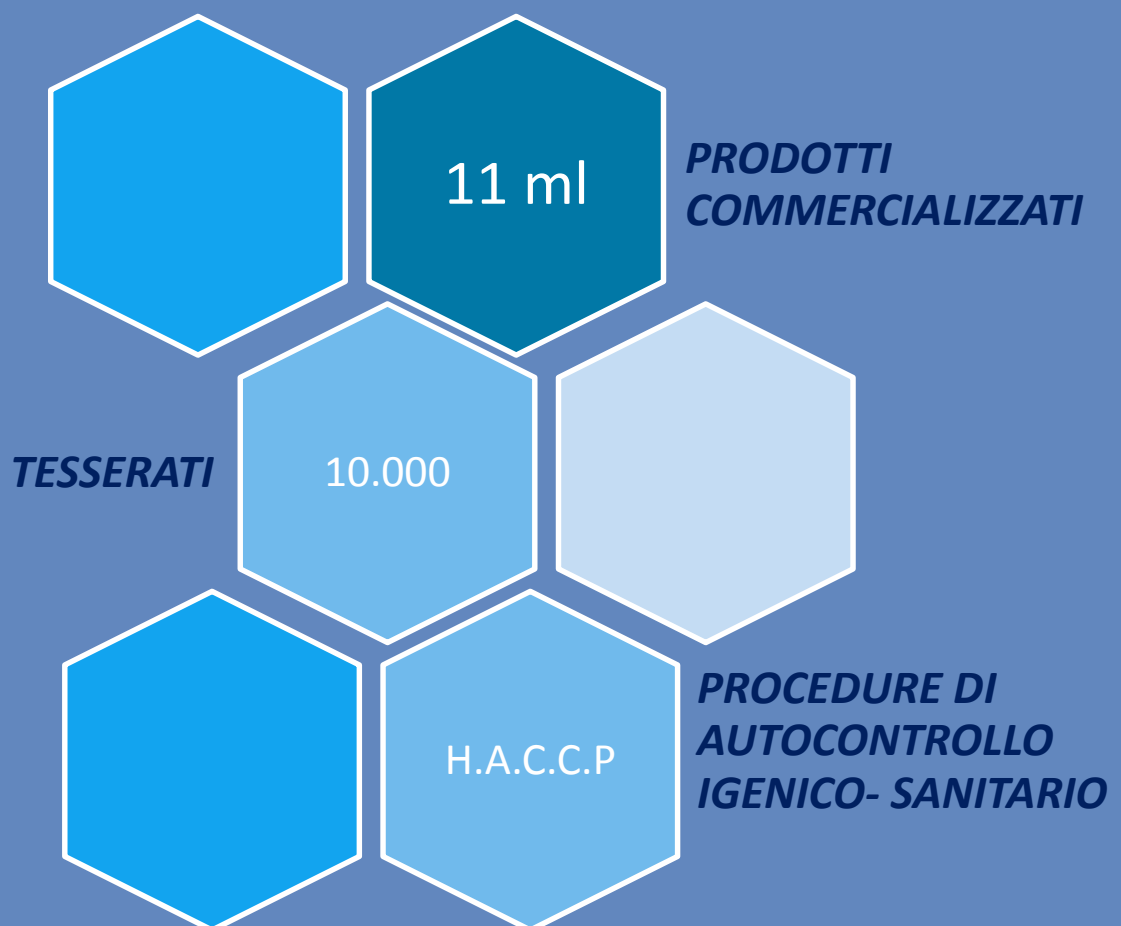 11 ml
PRODOTTI
COMMERCIALIZZATI
TESSERATI
10.000
H.A.C.C.P
PROCEDURE DI
AUTOCONTROLLO
IGENICO- SANITARIO